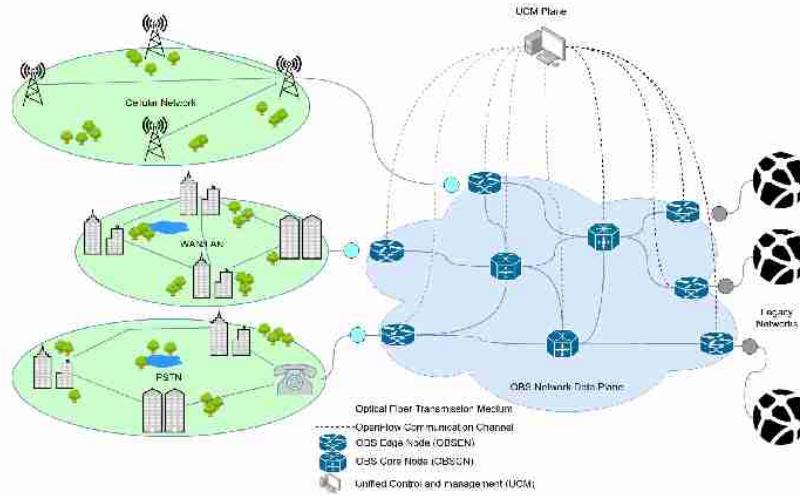 UCM Plane
Cellular Network
WAN/LAN
PSTN
Legacy
Networks
OBS Network Data Plane
Optical Fiber Transmission Medium
OpenFlow Communication Channel
OBS Edge Node (OBSEN)
OBS Core Node (OBSCN)
Unified Control and management (UCM)